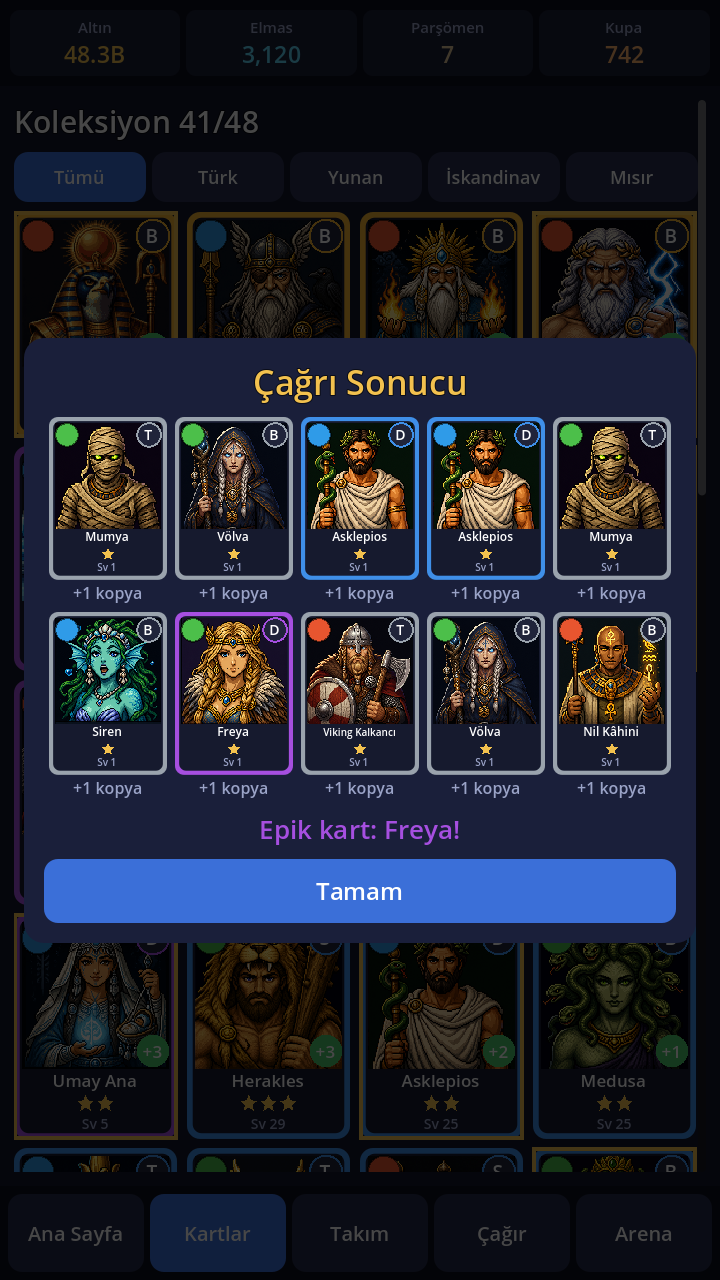 Altın Elmas Parşömen Kupa
48.3B 3,120 7 742
Koleksiyon 41/48
Tümü Türk Yunan İskandinav Mısır
B B B B
Çağrı Sonucu
T B D D T
Mumya Völva Asklepios Asklepios Mumya
Sv 1 Sv 1 Sv 1 Sv 1 Sv 1
+1 kopya +1 kopya +1 kopya +1 kopya +1 kopya
B D T B B
Siren Freya Viking Kalkancı Völva Nil Kâhini
Sv 1 Sv 1 Sv 1 Sv 1 Sv 1
+1 kopya +1 kopya +1 kopya +1 kopya +1 kopya
Epik kart: Freya!
Tamam
+3 +3 +2 +1
Umay Ana Herakles Asklepios Medusa
Sv 5 Sv 29 Sv 25 Sv 25
Ana Sayfa Kartlar Takım Çağır Arena